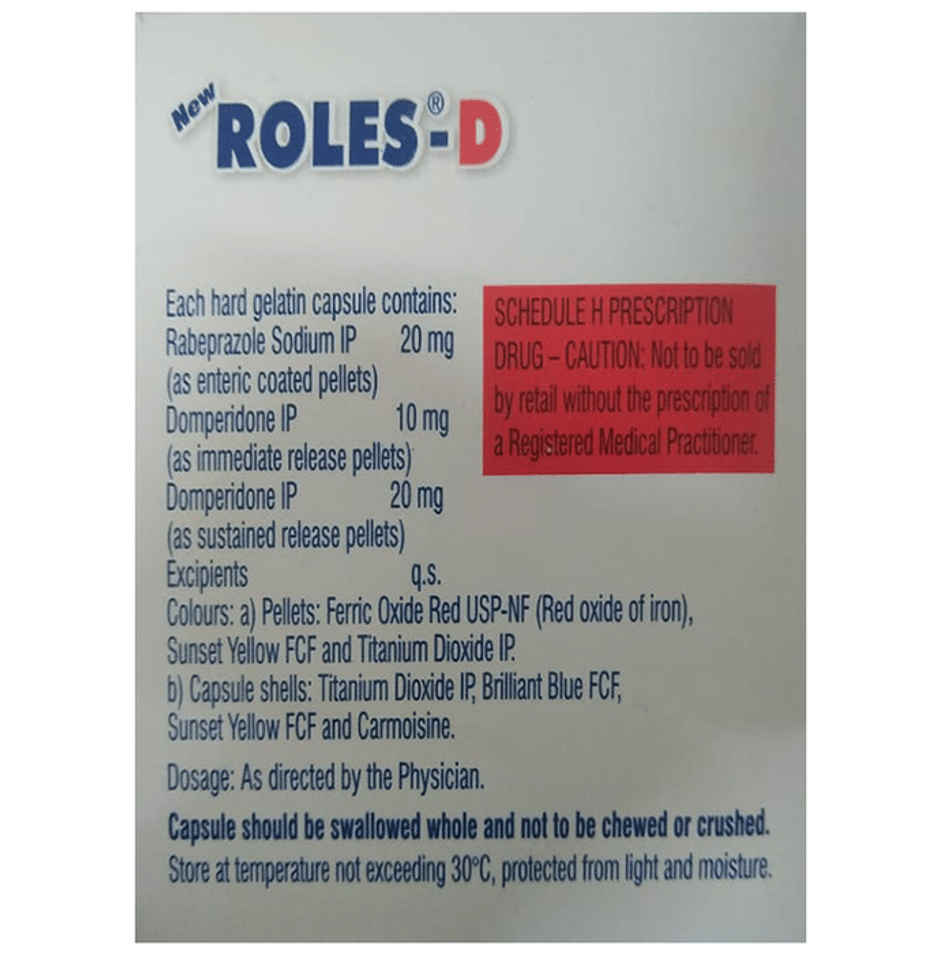 New
ROLES®-D
Each hard gelatin capsule contains:
Rabeprazole Sodium IP 20 mg
(as enteric coated pellets)
Domperidone IP 10 mg
(as immediate release pellets)
Domperidone IP 20 mg
(as sustained release pellets)
Excipients q.s.
Colours: a) Pellets: Ferric Oxide Red USP-NF (Red oxide of iron),
Sunset Yellow FCF and Titanium Dioxide IP.
b) Capsule shells: Titanium Dioxide IP, Brilliant Blue FCF,
Sunset Yellow FCF and Carmoisine.
Dosage: As directed by the Physician.
Capsule should be swallowed whole and not to be chewed or crushed.
Store at temperature not exceeding 30°C, protected from light and moisture.
SCHEDULE H PRESCRIPTION
DRUG – CAUTION: Not to be sold
by retail without the prescription of
a Registered Medical Practitioner.